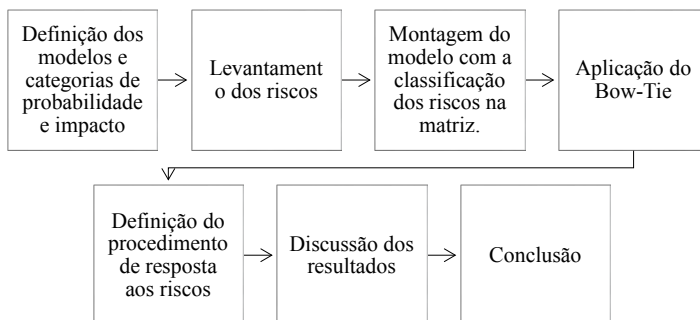 Definição dos
modelos e
categorias de
probabilidade
e impacto
Levantament
o dos riscos
Montagem do
modelo com a
classificação
dos riscos na
matriz.
Aplicação do
Bow-Tie
Definição do
procedimento
de resposta
aos riscos
Discussão dos
resultados
Conclusão